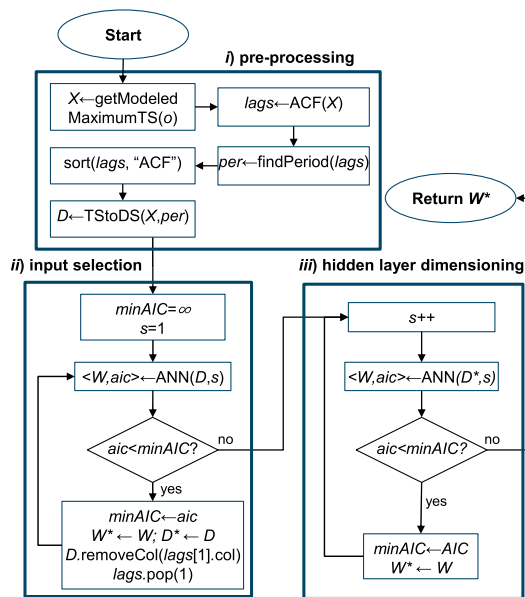 Start
i) pre-processing
X←getModeled
MaximumTS(o)
lags←ACF(X)
sort(lags, “ACF”)
per←findPeriod(lags)
D←TStoDS(X,per)
Return W*
ii) input selection
minAIC=∞
s=1
<W,aic>←ANN(D,s)
aic<minAIC?
no
yes
minAIC←aic
W* ← W; D* ← D
D.removeCol(lags[1].col)
lags.pop(1)
iii) hidden layer dimensioning
s++
<W,aic>←ANN(D*,s)
aic<minAIC?
no
yes
minAIC←AIC
W* ← W